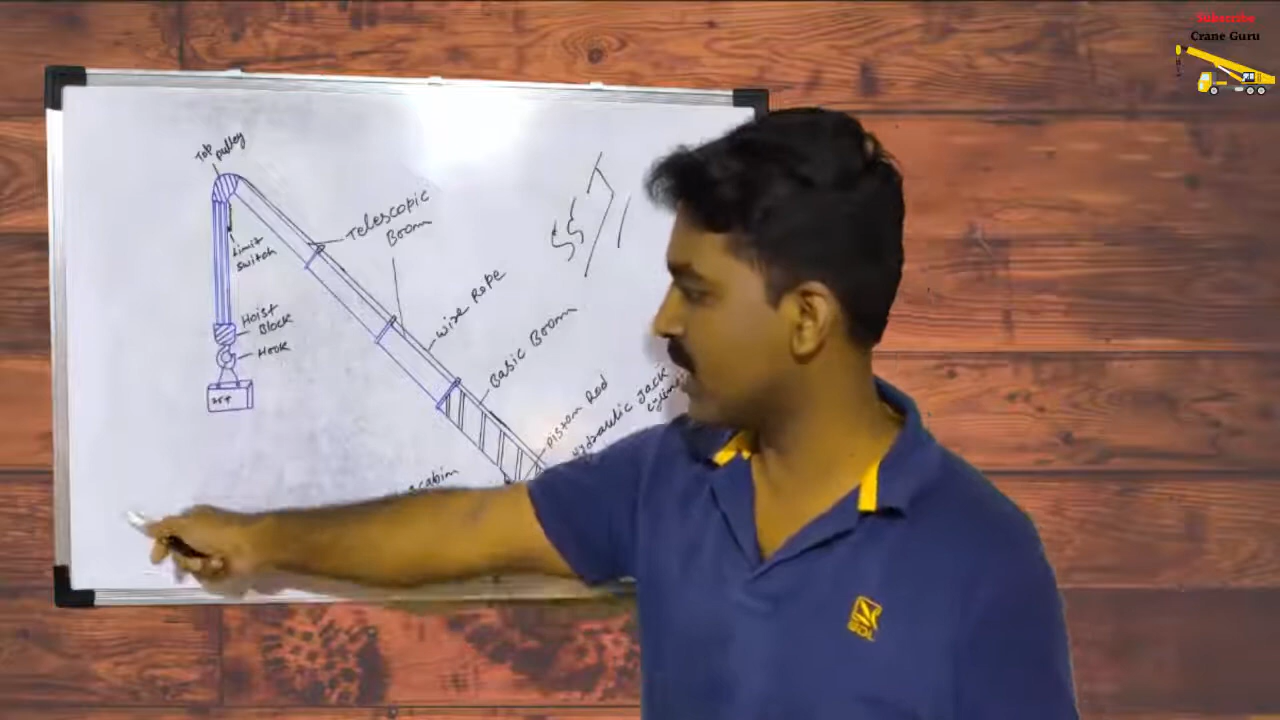 Subscribe
Crane Guru
Top
pulley
Telescopic
Boom
Limit
switch
Wire Rope
Hoist
Block
Hook
Basic Boom
Piston Rod
Hydraulic Jack
cabin
SDL